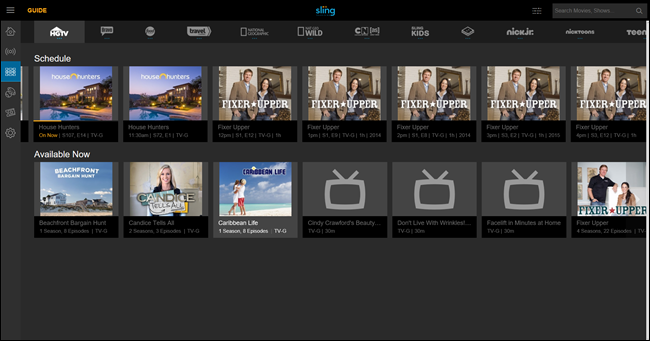 GUIDE
sling
Search Movies, Shows...
HGTV
travel
NATIONAL GEOGRAPHIC
WILD
SLING KIDS
nick jr.
nicktoons
teen
Schedule
house hunters
house hunters
FIXER UPPER
FIXER UPPER
FIXER UPPER
FIXER UPPER
FIXER UPPER
House Hunters
On Now | S107, E14 | TV-G
House Hunters
11:30am | S72, E1 | TV-G
Fixer Upper
12pm | S1, E12 | TV-G | 1h
Fixer Upper
1pm | S1, E9 | TV-G | 1h | 2014
Fixer Upper
2pm | S1, E8 | TV-G | 1h | 2014
Fixer Upper
3pm | S3, E2 | TV-G | 1h | 2015
Fixer Upper
4pm | S3, E12 | TV-G | 1h
Available Now
BEACHFRONT
BARGAIN HUNT
CANDICE
TELLS ALL
CARIBBEAN LIFE
FIXER UPPER
Beachfront Bargain Hunt
1 Season, 8 Episodes | TV-G
Candice Tells All
2 Seasons, 3 Episodes | TV-G
Caribbean Life
1 Season, 8 Episodes | TV-G
Cindy Crawford's Beauty...
TV-G | 30m
Don't Live With Wrinkles!...
TV-G | 30m
Facelift in Minutes at Home
TV-G | 30m
Fixer Upper
4 Seasons, 22 Episodes | TV-G